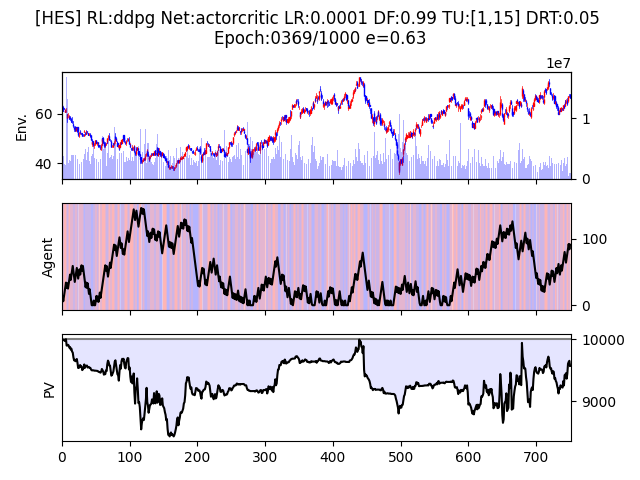 [HES] RL:ddpg Net:actorcritic LR:0.0001 DF:0.99 TU:[1,15] DRT:0.05
Epoch:0369/1000 e=0.63
1e7
Env.
60
40
1
0
Agent
100
0
PV
10000
9000
0 100 200 300 400 500 600 700